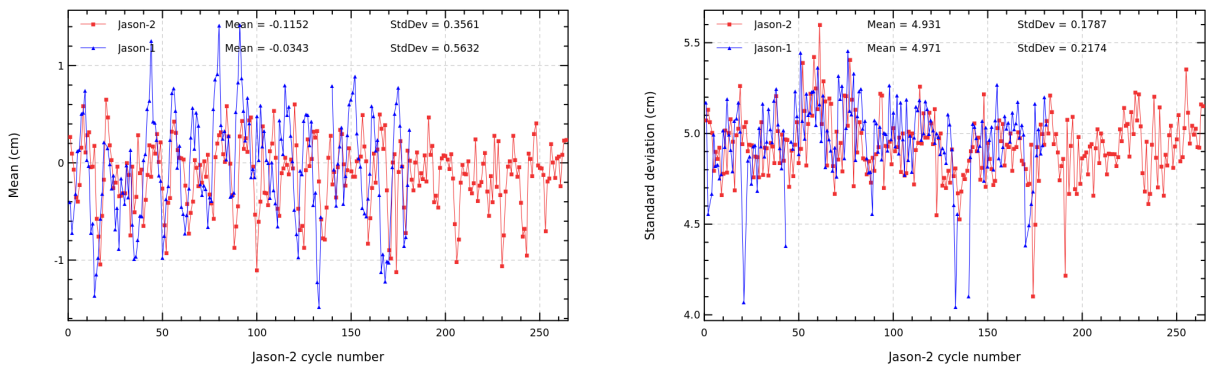 Jason-2 Mean = -0.1152 StdDev = 0.3561
Jason-1 Mean = -0.0343 StdDev = 0.5632
1
0
-1
0 50 100 150 200 250
Mean (cm)
Jason-2 cycle number
Jason-2 Mean = 4.931 StdDev = 0.1787
Jason-1 Mean = 4.971 StdDev = 0.2174
5.5
5.0
4.5
4.0
0 50 100 150 200 250
Standard deviation (cm)
Jason-2 cycle number